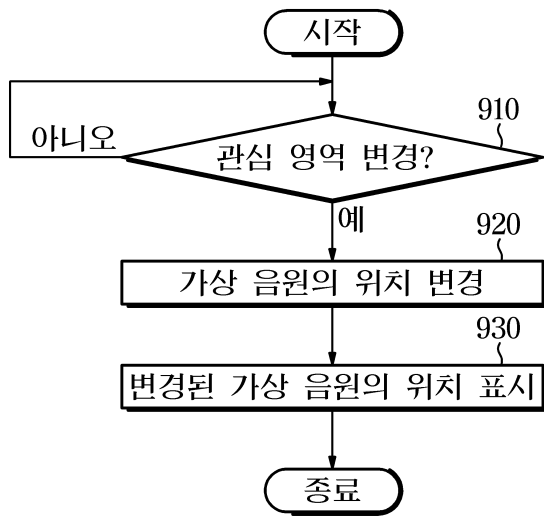 시작
910
아니오
관심 영역 변경?
예
920
가상 음원의 위치 변경
930
변경된 가상 음원의 위치 표시
종료